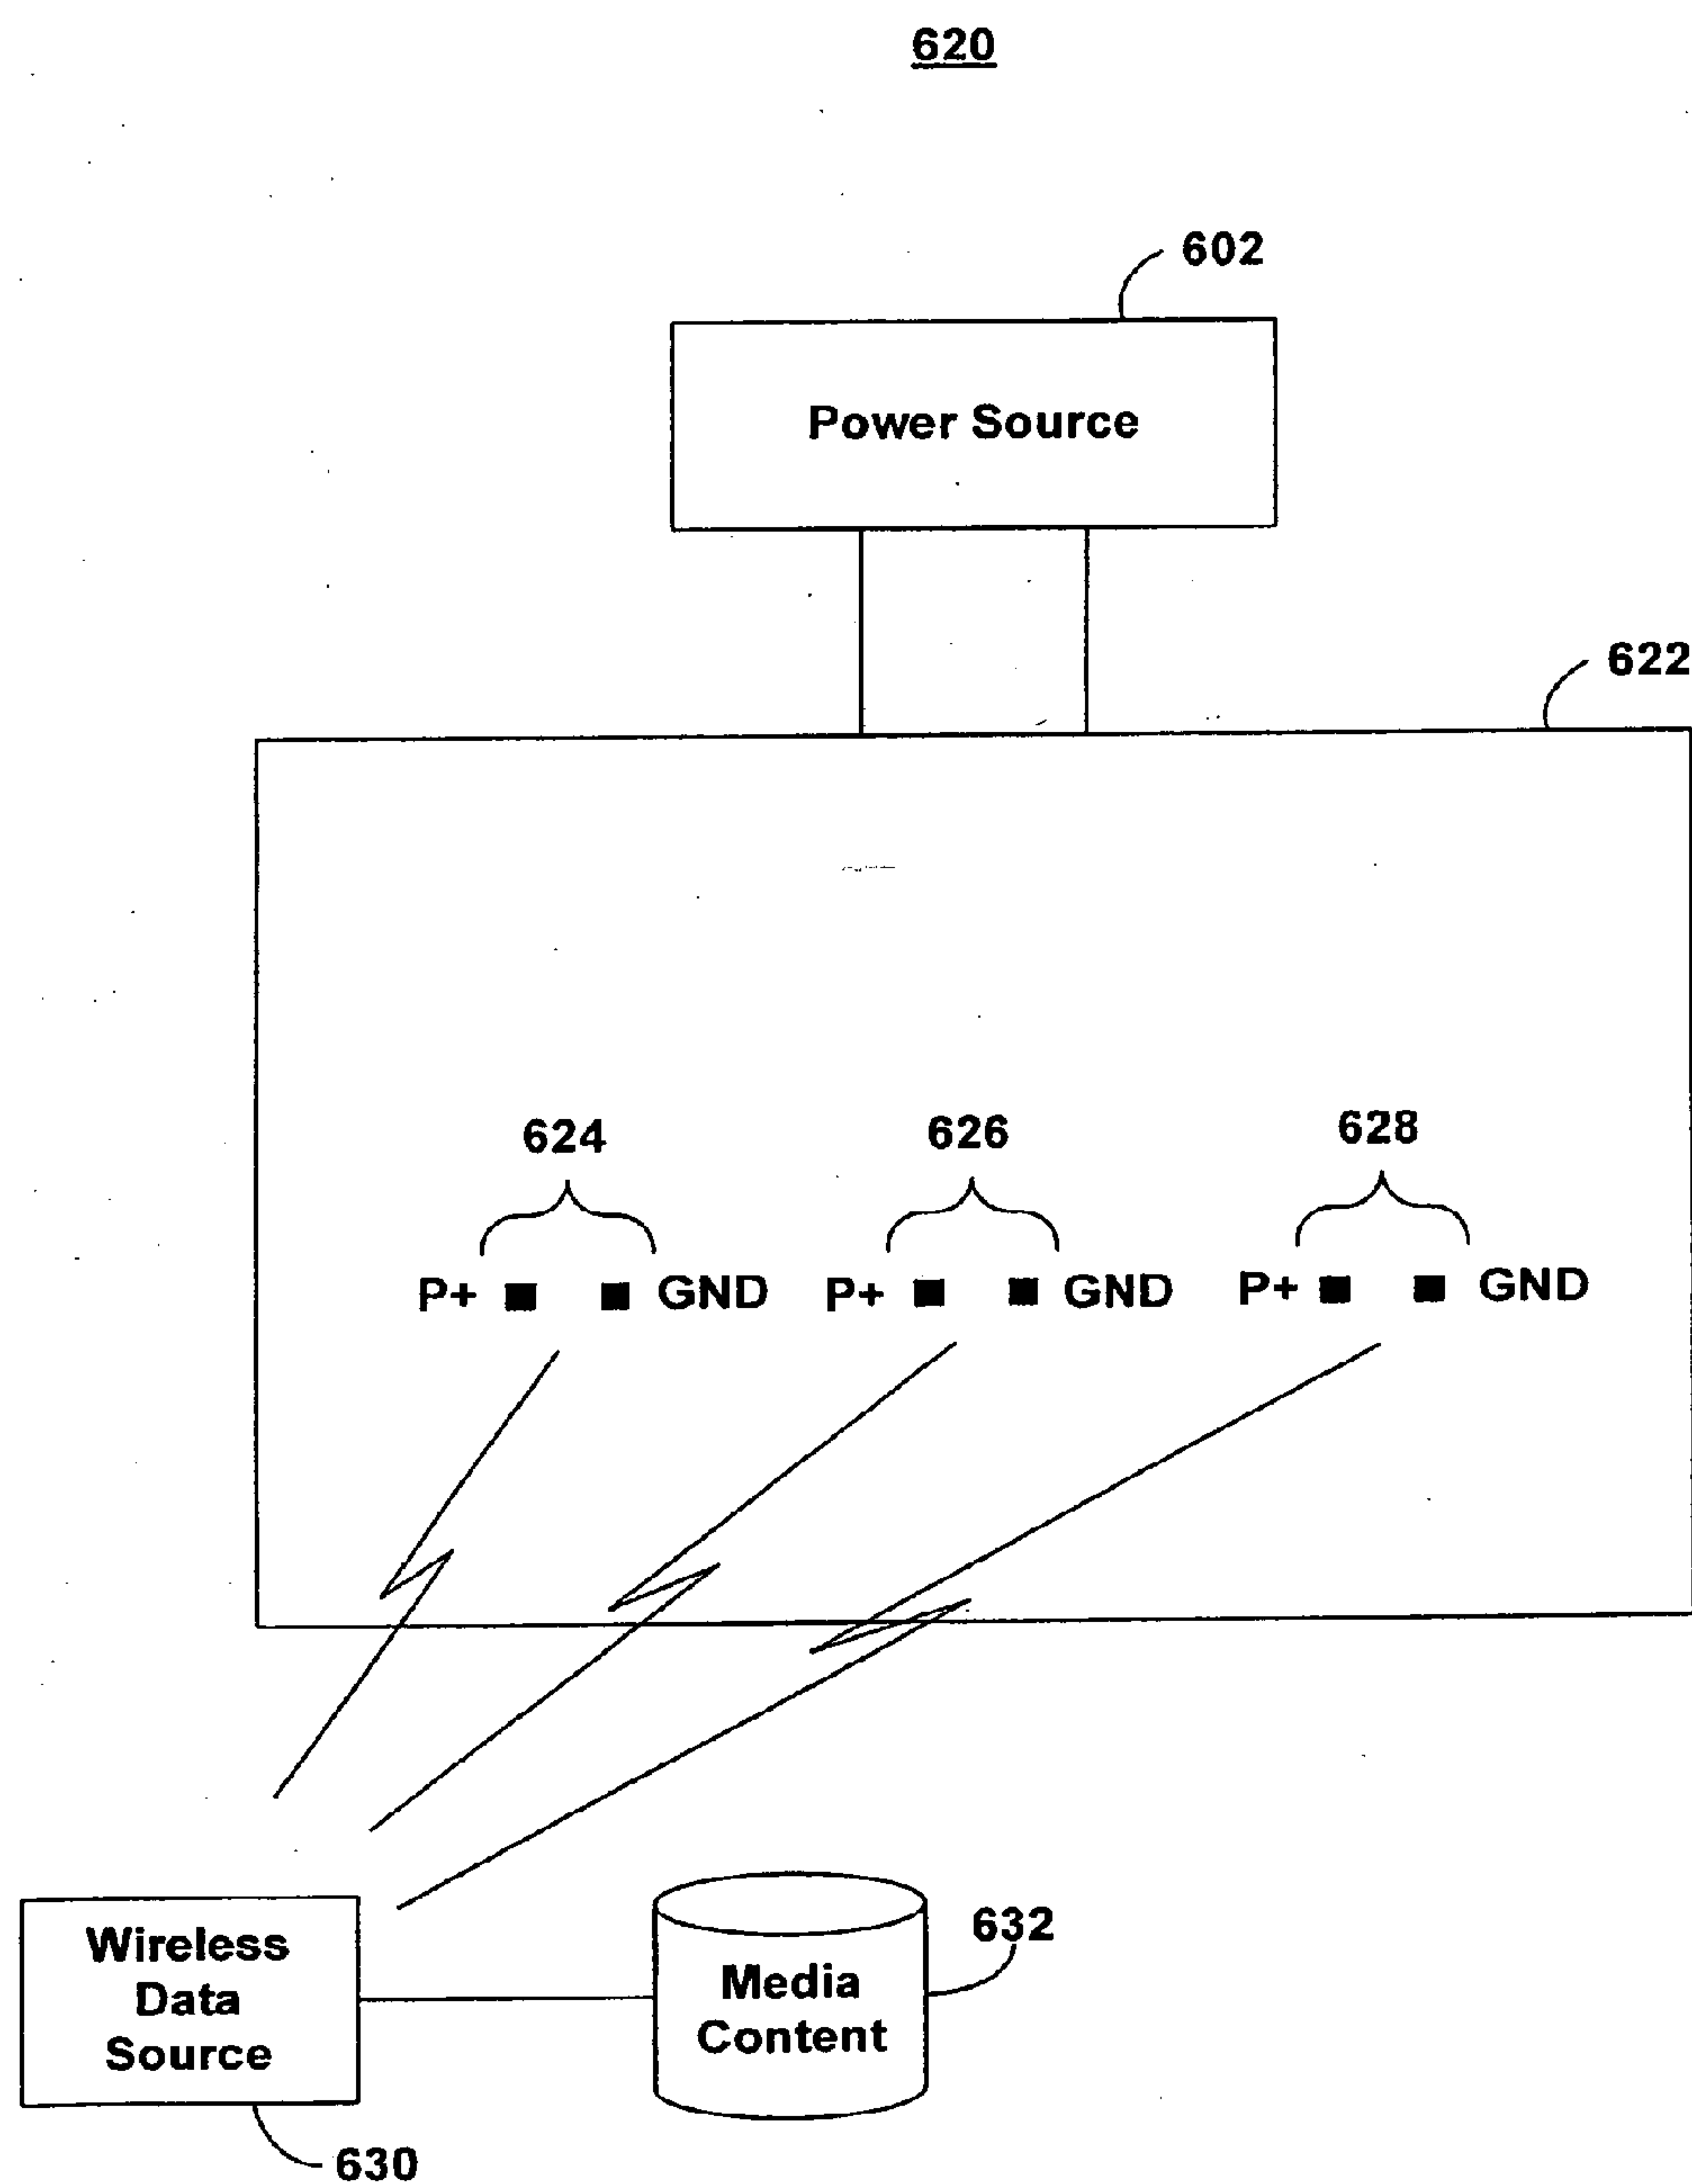 620
602
Power Source
622
624 626 628
P+ GND P+ GND P+ GND
Wireless
Data
Source
632
Media
Content
630